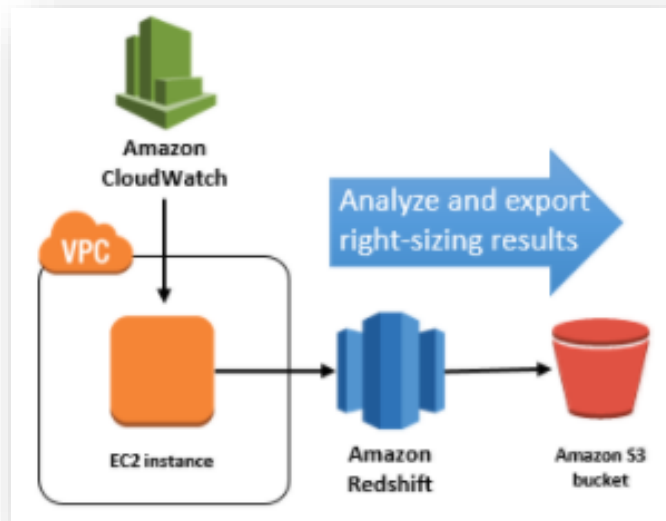 Amazon
CloudWatch
Analyze and export
right-sizing results
VPC
EC2 instance
Amazon
Redshift
Amazon S3
bucket